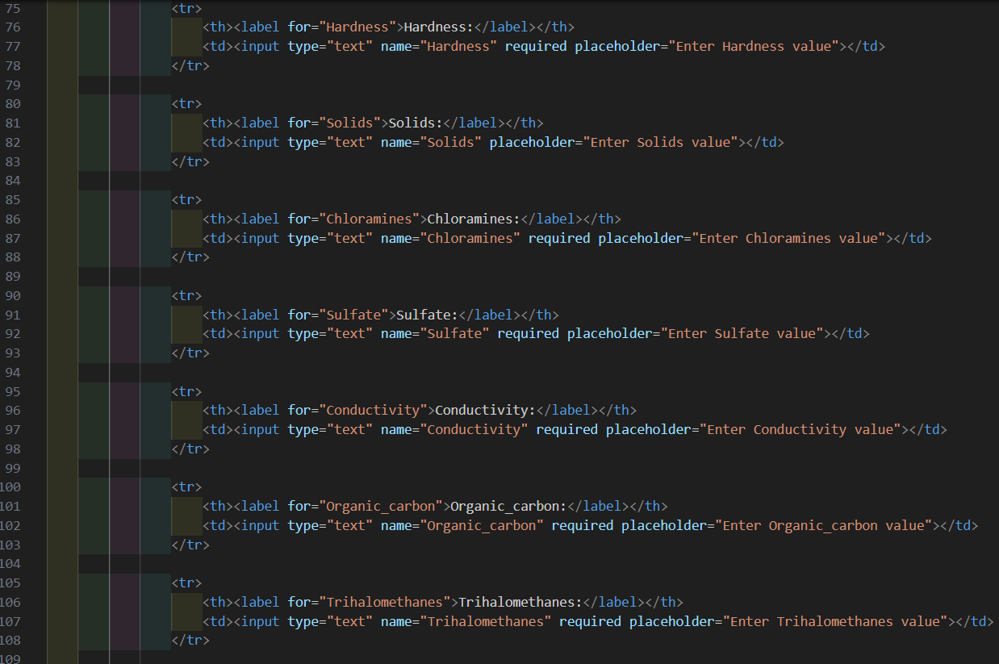 75 <tr>
76 <th><label for="Hardness">Hardness:</label></th>
77 <td><input type="text" name="Hardness" required placeholder="Enter Hardness value"></td>
78 </tr>
79
80 <tr>
81 <th><label for="Solids">Solids:</label></th>
82 <td><input type="text" name="Solids" placeholder="Enter Solids value"></td>
83 </tr>
84
85 <tr>
86 <th><label for="Chloramines">Chloramines:</label></th>
87 <td><input type="text" name="Chloramines" required placeholder="Enter Chloramines value"></td>
88 </tr>
89
90 <tr>
91 <th><label for="Sulfate">Sulfate:</label></th>
92 <td><input type="text" name="Sulfate" required placeholder="Enter Sulfate value"></td>
93 </tr>
94
95 <tr>
96 <th><label for="Conductivity">Conductivity:</label></th>
97 <td><input type="text" name="Conductivity" required placeholder="Enter Conductivity value"></td>
98 </tr>
99
100 <tr>
101 <th><label for="Organic_carbon">Organic_carbon:</label></th>
102 <td><input type="text" name="Organic_carbon" required placeholder="Enter Organic_carbon value"></td>
103 </tr>
104
105 <tr>
106 <th><label for="Trihalomethanes">Trihalomethanes:</label></th>
107 <td><input type="text" name="Trihalomethanes" required placeholder="Enter Trihalomethanes value"></td>
108 </tr>
109